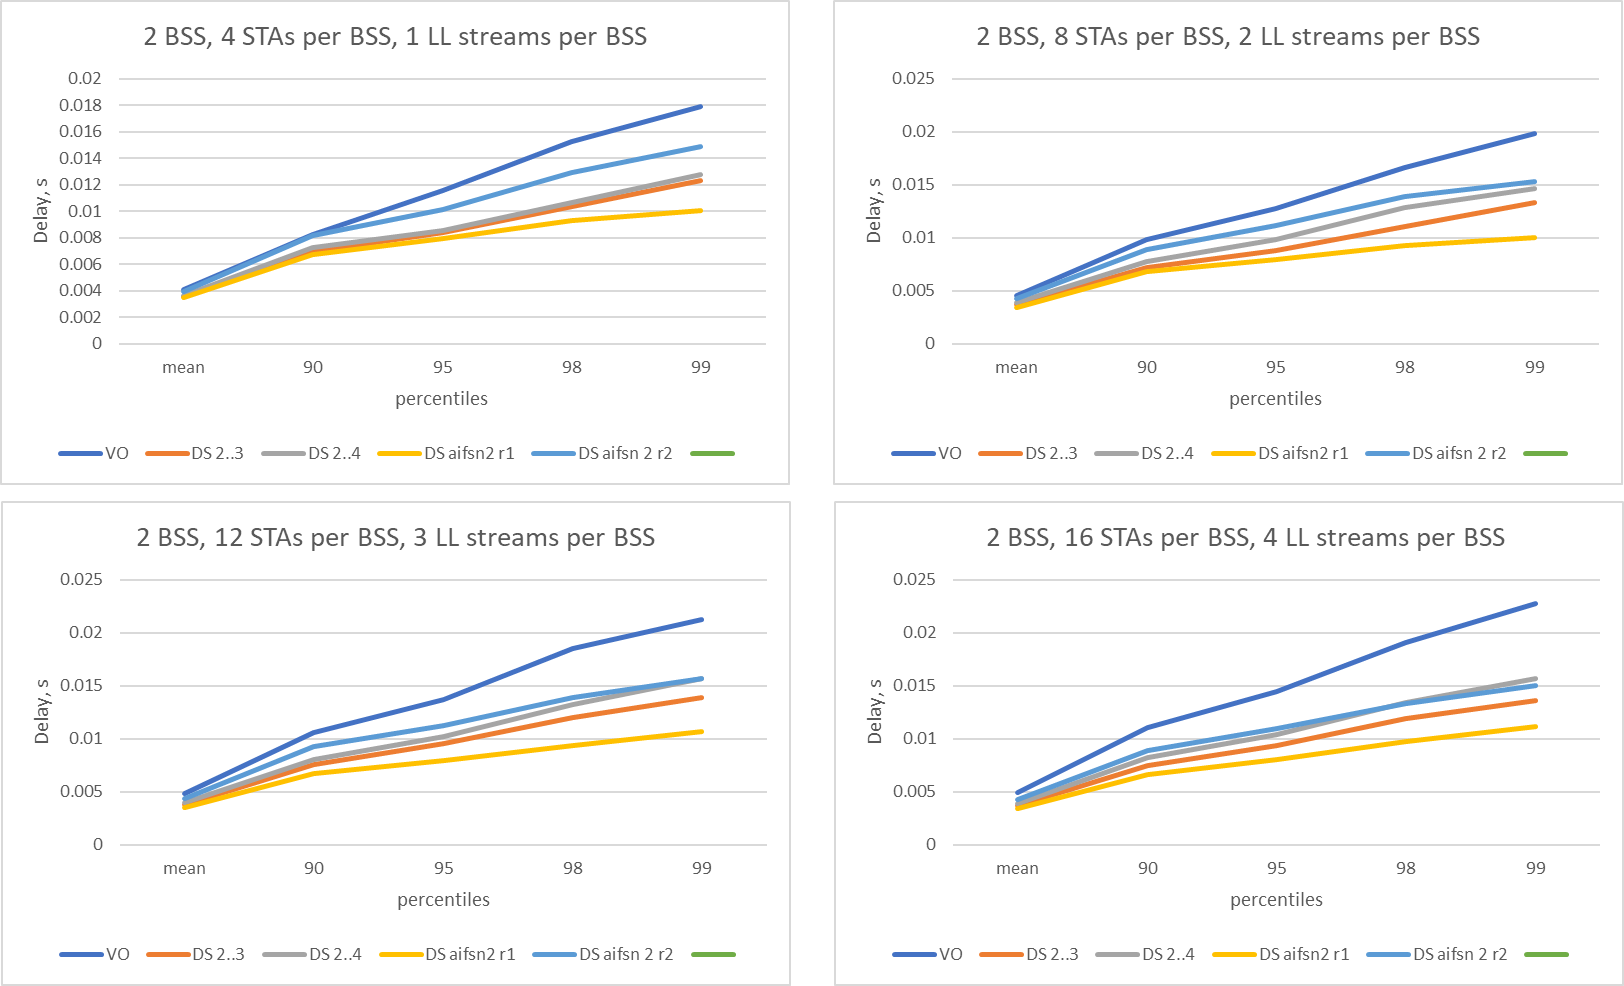 2 BSS, 4 STAs per BSS, 1 LL streams per BSS
Delay, s
0.02
0.018
0.016
0.014
0.012
0.01
0.008
0.006
0.004
0.002
0
mean 90 95 98 99
percentiles
VO DS 2..3 DS 2..4 DS aifsn2 r1 DS aifsn 2 r2
2 BSS, 8 STAs per BSS, 2 LL streams per BSS
Delay, s
0.025
0.02
0.015
0.01
0.005
0
mean 90 95 98 99
percentiles
VO DS 2..3 DS 2..4 DS aifsn2 r1 DS aifsn 2 r2
2 BSS, 12 STAs per BSS, 3 LL streams per BSS
Delay, s
0.025
0.02
0.015
0.01
0.005
0
mean 90 95 98 99
percentiles
VO DS 2..3 DS 2..4 DS aifsn2 r1 DS aifsn 2 r2
2 BSS, 16 STAs per BSS, 4 LL streams per BSS
Delay, s
0.025
0.02
0.015
0.01
0.005
0
mean 90 95 98 99
percentiles
VO DS 2..3 DS 2..4 DS aifsn2 r1 DS aifsn 2 r2